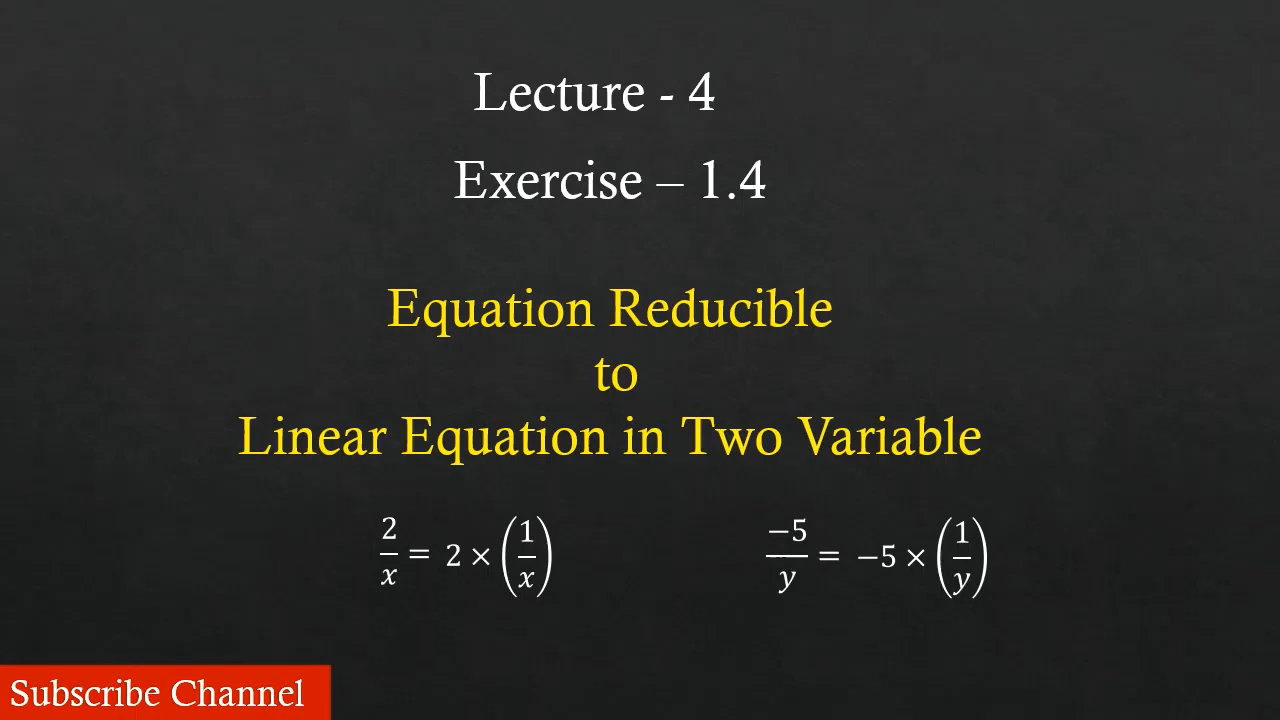 Lecture - 4
Exercise – 1.4
Equation Reducible
to
Linear Equation in Two Variable
2/x = 2 × (1/x) −5/y = −5 × (1/y)
Subscribe Channel